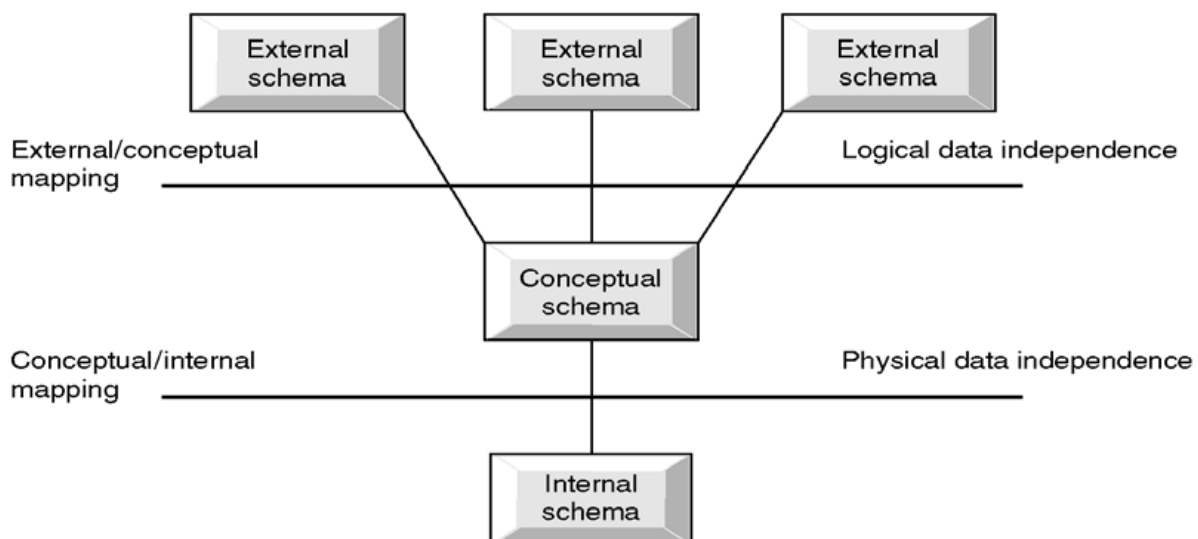 External
schema
External
schema
External
schema
External/conceptual
mapping
Logical data independence
Conceptual
schema
Conceptual/internal
mapping
Physical data independence
Internal
schema